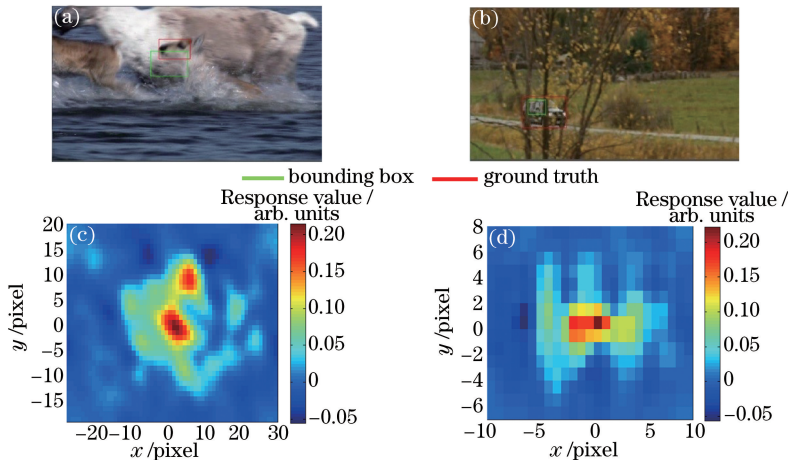 (a)
(b)
bounding box
ground truth
Response value /
arb. units
(c)
20
15
10
5
0
−5
−10
−15
y /pixel
−20 −10 0 10 20 30
x /pixel
0.20
0.15
0.10
0.05
0
−0.05
Response value /
arb. units
(d)
8
6
4
2
0
−2
−4
−6
y /pixel
−10 −5 0 5 10
x /pixel
0.20
0.15
0.10
0.05
0
−0.05